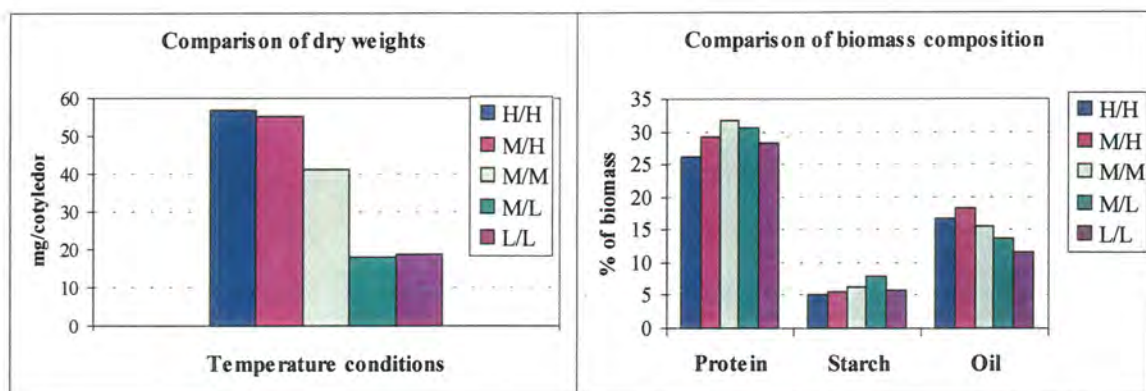 Comparison of dry weights
60
50
40
30
20
10
0
mg/cotyledor
Temperature conditions
H/H
M/H
M/M
M/L
L/L
Comparison of biomass composition
35
30
25
20
15
10
5
0
% of biomass
Protein Starch Oil
H/H
M/H
M/M
M/L
L/L